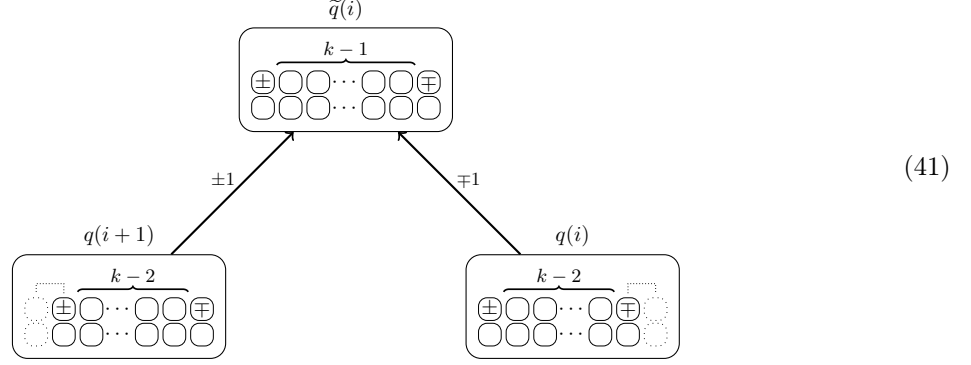 q̃(i)
k − 1
± ··· ∓
···
±1 ∓1
(41)
q(i + 1) q(i)
k − 2 k − 2
± ··· ∓ ± ··· ∓
··· ···